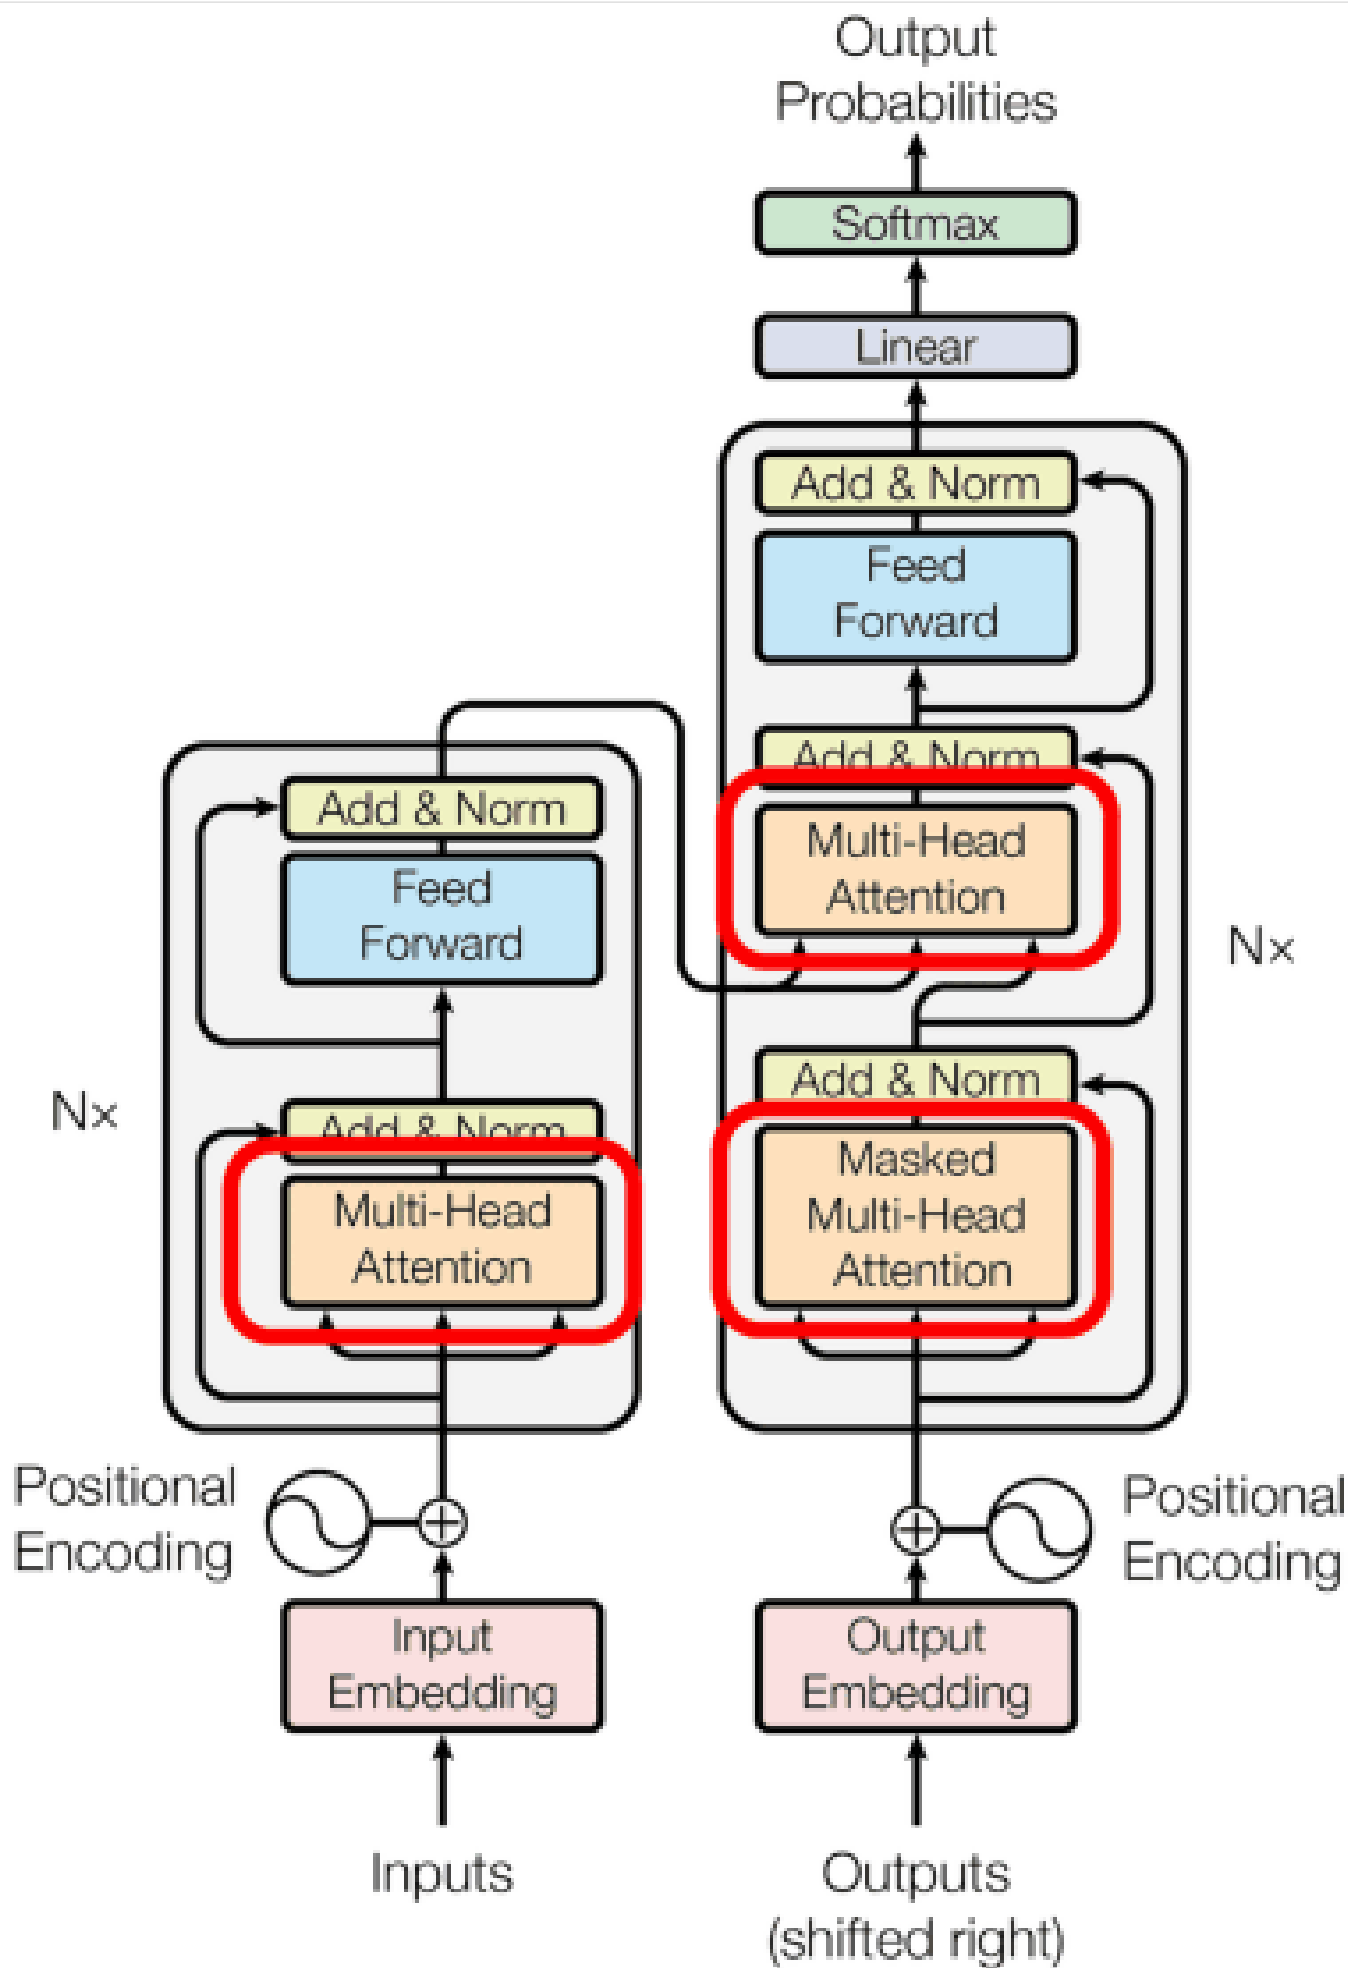 Output
Probabilities
Softmax
Linear
Add & Norm
Feed
Forward
Add & Norm
Multi-Head
Attention
Nx
Add & Norm
Masked
Multi-Head
Attention
Add & Norm
Feed
Forward
Nx
Add & Norm
Multi-Head
Attention
Positional
Encoding
Positional
Encoding
Input
Embedding
Output
Embedding
Inputs
Outputs
(shifted right)